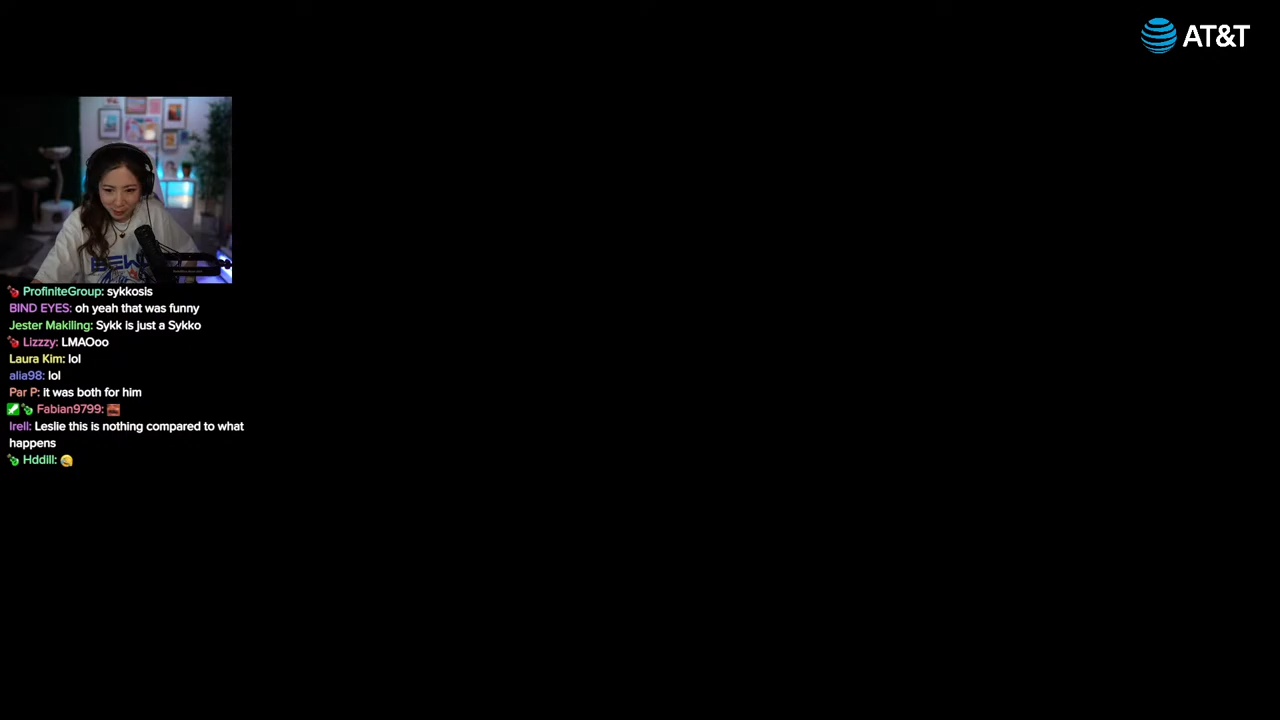 AT&T
ProfiniteGroup: sykkosis
BIND EYES: oh yeah that was funny
Jester Makiling: Sykk is just a Sykko
Lizzzy: LMAOoo
Laura Kim: lol
alia98: lol
Par P: it was both for him
Fabian9799:
Irell: Leslie this is nothing compared to what
happens
Hddill: